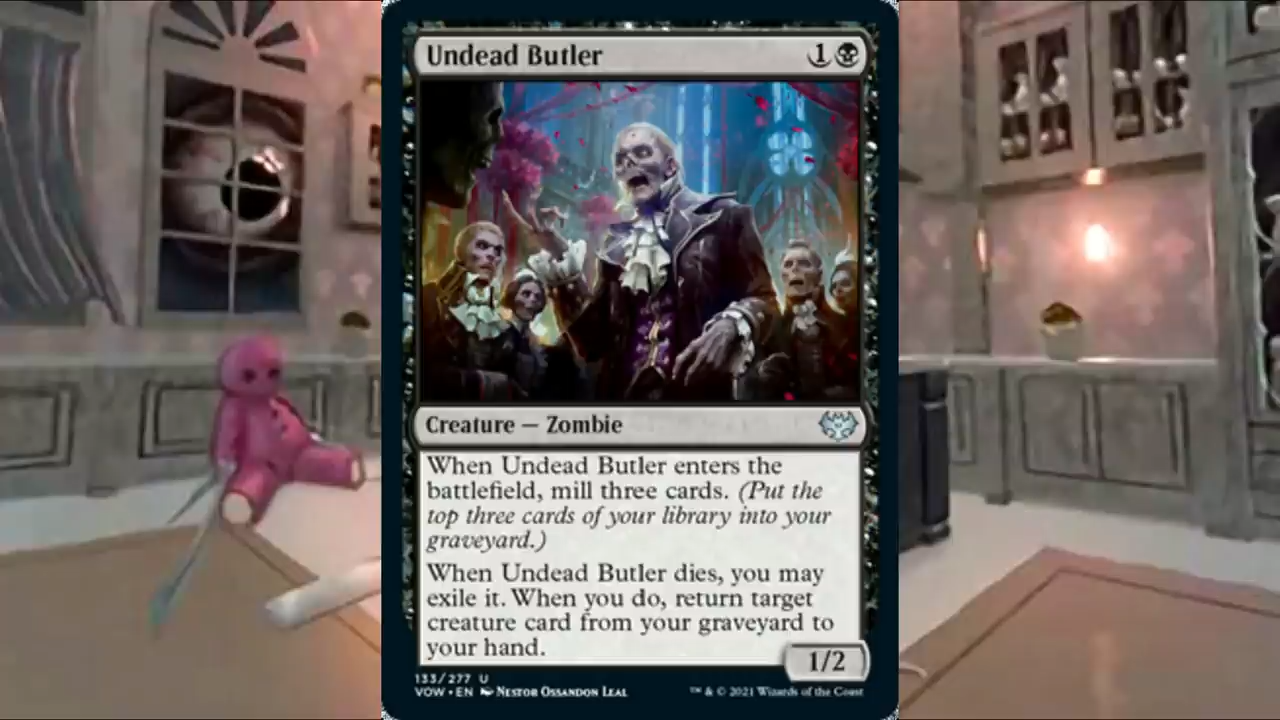 Undead Butler 1
Creature — Zombie
When Undead Butler enters the
battlefield, mill three cards. (Put the
top three cards of your library into your
graveyard.)
When Undead Butler dies, you may
exile it. When you do, return target
creature card from your graveyard to
your hand.
1/2
133/277 U
VOW • EN Nestor Ossandon Leal
™ & © 2021 Wizards of the Coast